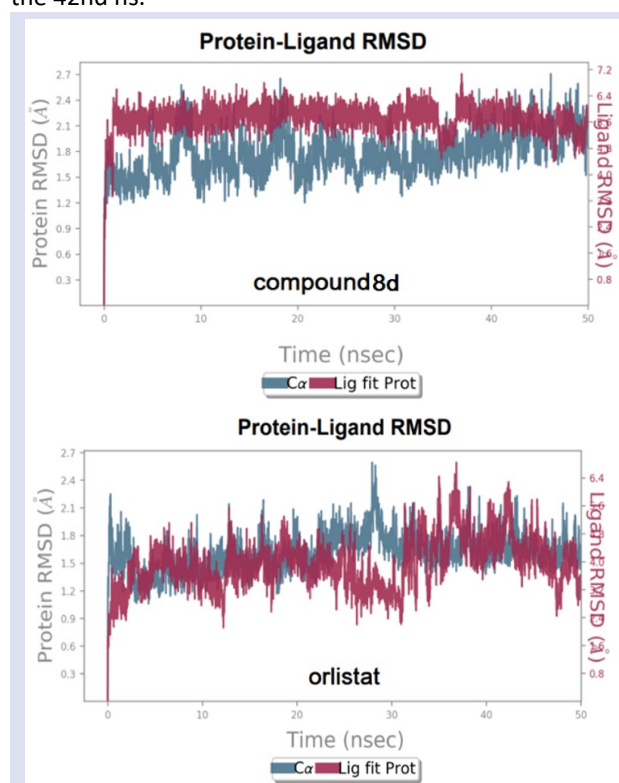 the 42nd ns.
Protein-Ligand RMSD
Protein RMSD (Å)
2.7
2.4
2.1
1.8
1.5
1.2
0.9
0.6
0.3
7.2
6.4
0.8
Ligand RMSD (Å)
compound 8d
0 10 20 30 40 50
Time (nsec)
Cα Lig fit Prot
Protein-Ligand RMSD
Protein RMSD (Å)
2.7
2.4
2.1
1.8
1.5
1.2
0.9
0.6
0.3
6.4
0.8
Ligand RMSD (Å)
orlistat
0 10 20 30 40 50
Time (nsec)
Cα Lig fit Prot